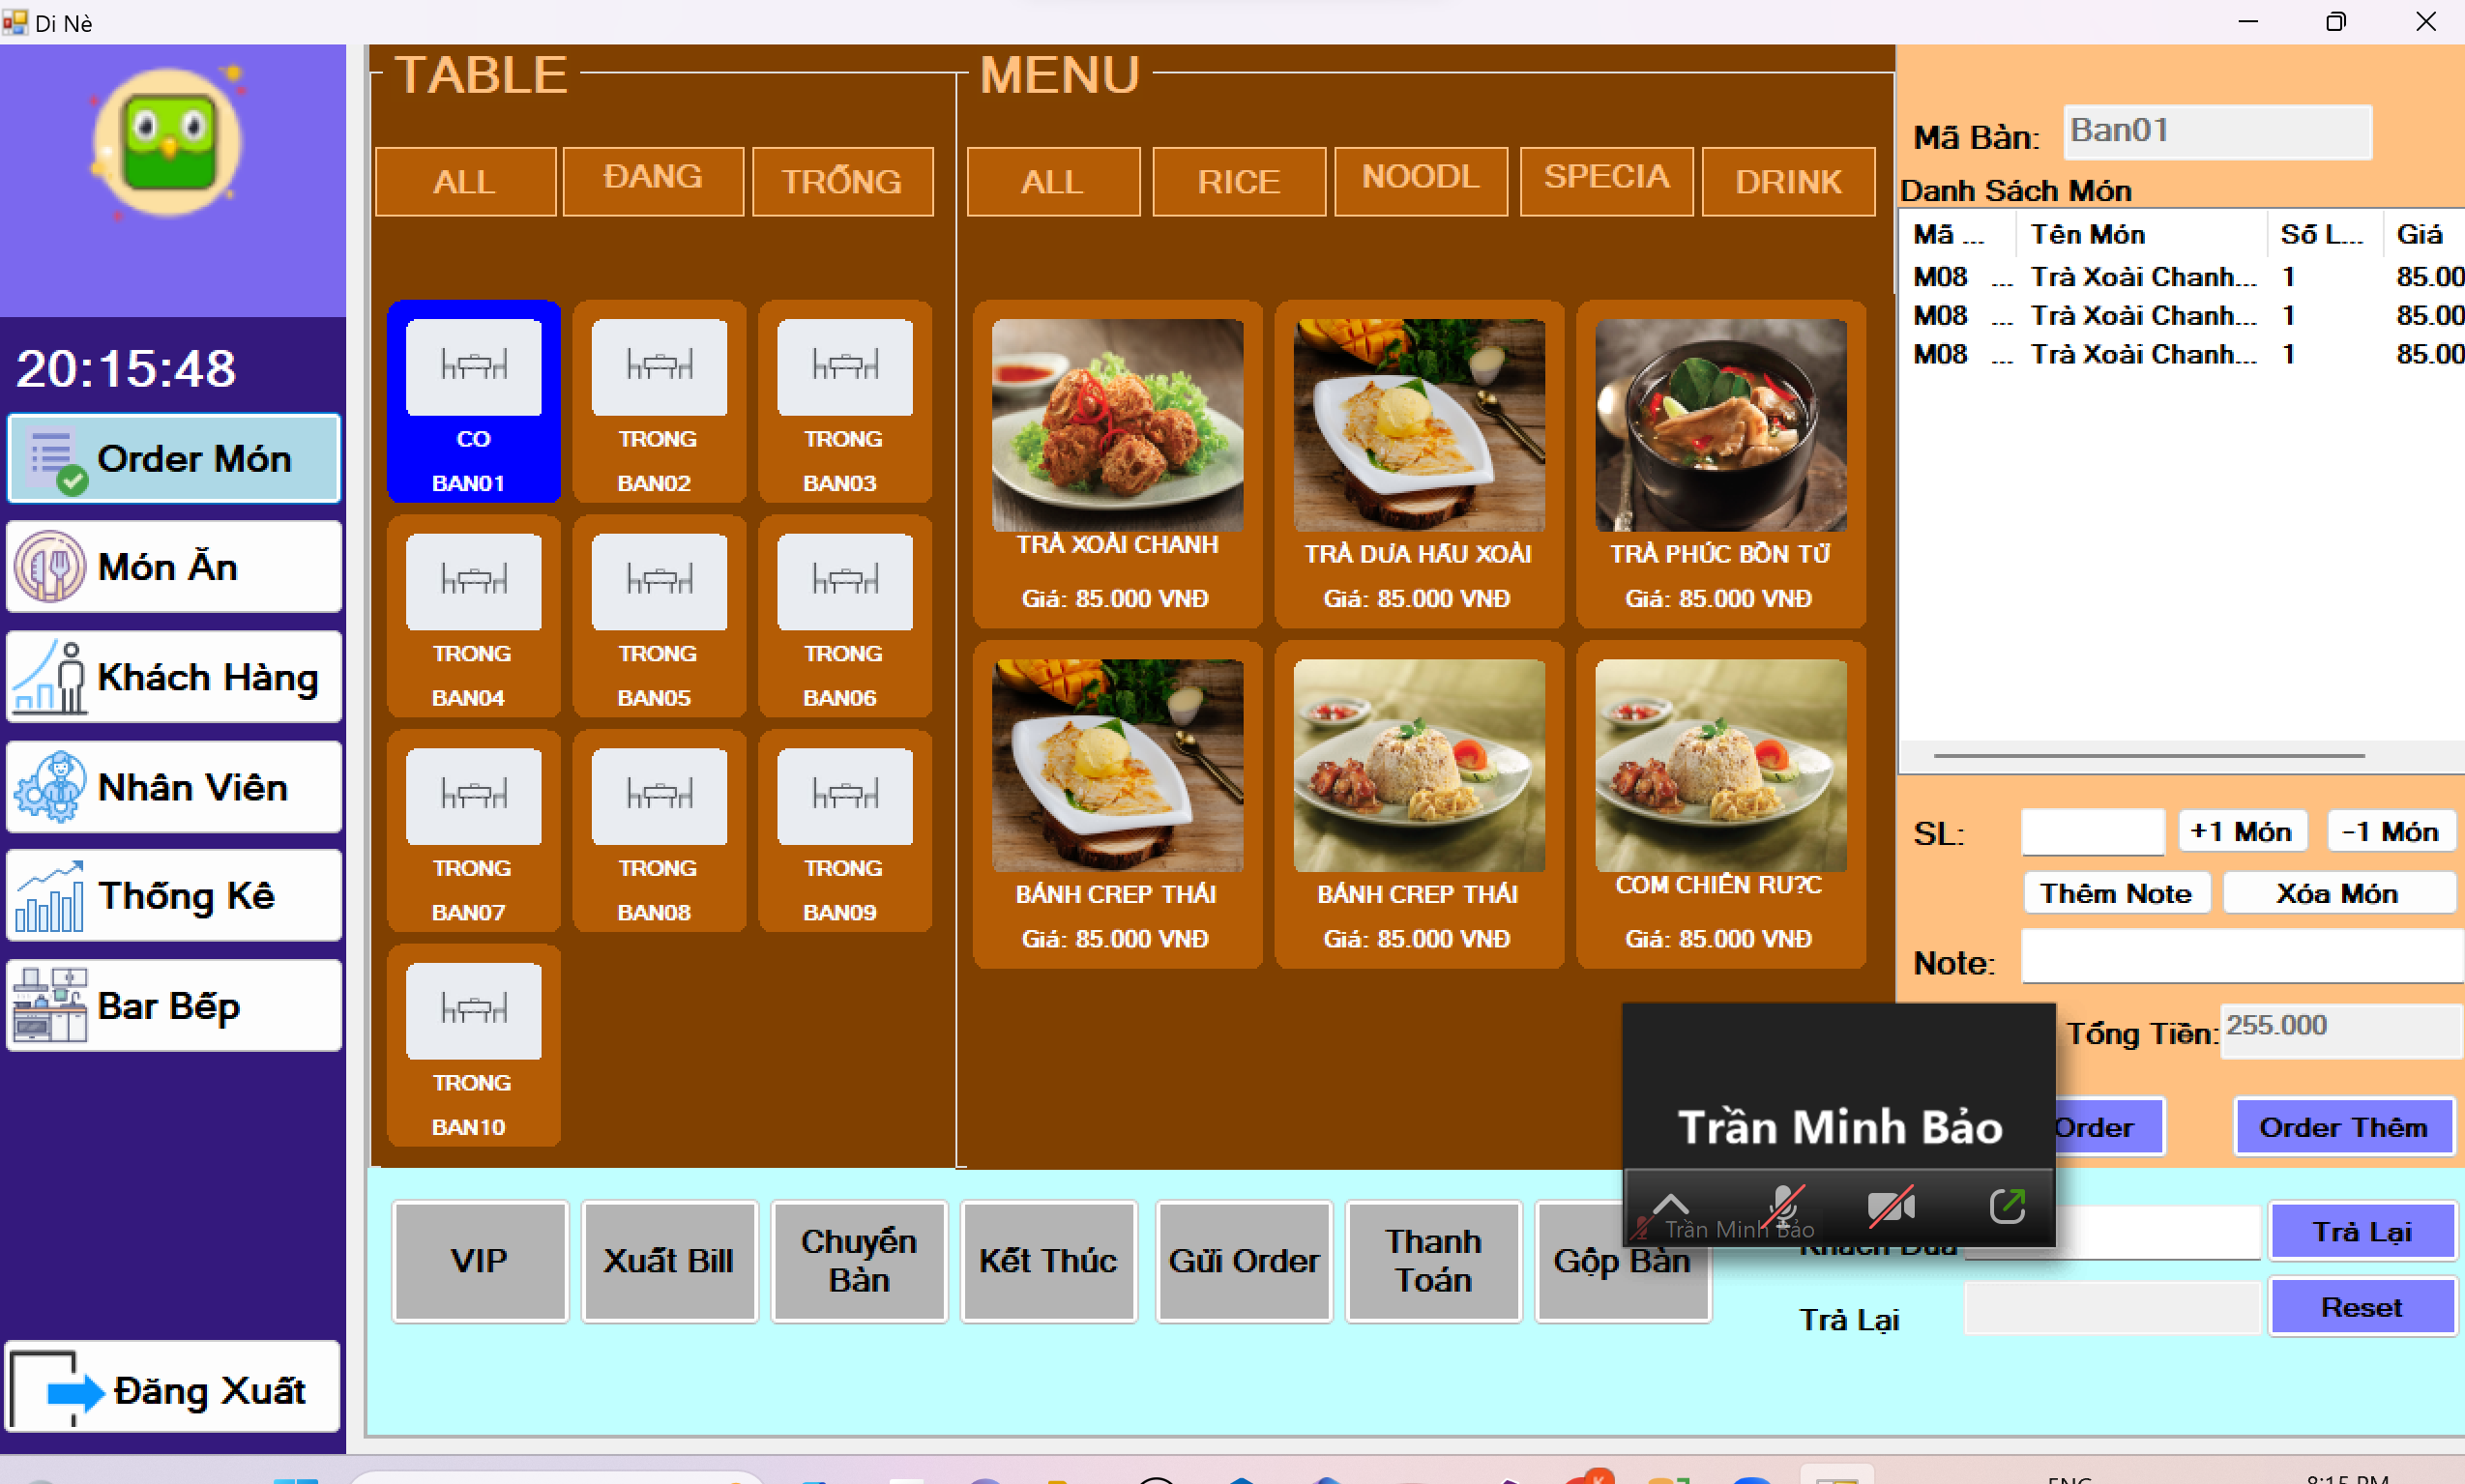 Di Nè
20:15:48
Order Món
Món Ăn
Khách Hàng
Nhân Viên
Thống Kê
Bar Bếp
Đăng Xuất
TABLE
ALL
ĐANG
TRỐNG
CO
BAN01
TRONG
BAN02
TRONG
BAN03
TRONG
BAN04
TRONG
BAN05
TRONG
BAN06
TRONG
BAN07
TRONG
BAN08
TRONG
BAN09
TRONG
BAN10
MENU
ALL
RICE
NOODL
SPECIA
DRINK
TRÀ XOÀI CHANH
Giá: 85.000 VNĐ
TRÀ DƯA HẤU XOÀI
Giá: 85.000 VNĐ
TRÀ PHÚC BỒN TỬ
Giá: 85.000 VNĐ
BÁNH CREP THÁI
Giá: 85.000 VNĐ
BÁNH CREP THÁI
Giá: 85.000 VNĐ
COM CHIÊN RU?C
Giá: 85.000 VNĐ
Mã Bàn:
Ban01
Danh Sách Món
Mã ... Tên Món Số L... Giá
M08 ... Trà Xoài Chanh... 1 85.00
M08 ... Trà Xoài Chanh... 1 85.00
M08 ... Trà Xoài Chanh... 1 85.00
SL:
+1 Món
-1 Món
Thêm Note
Xóa Món
Note:
Tổng Tiền:
255.000
Order
Order Thêm
Trần Minh Bảo
Trần Minh Bảo
VIP
Xuất Bill
Chuyển
Bàn
Kết Thúc
Gửi Order
Thanh
Toán
Gộp Bàn
Trả Lại
Trả Lại
Reset
K
8:15 PM